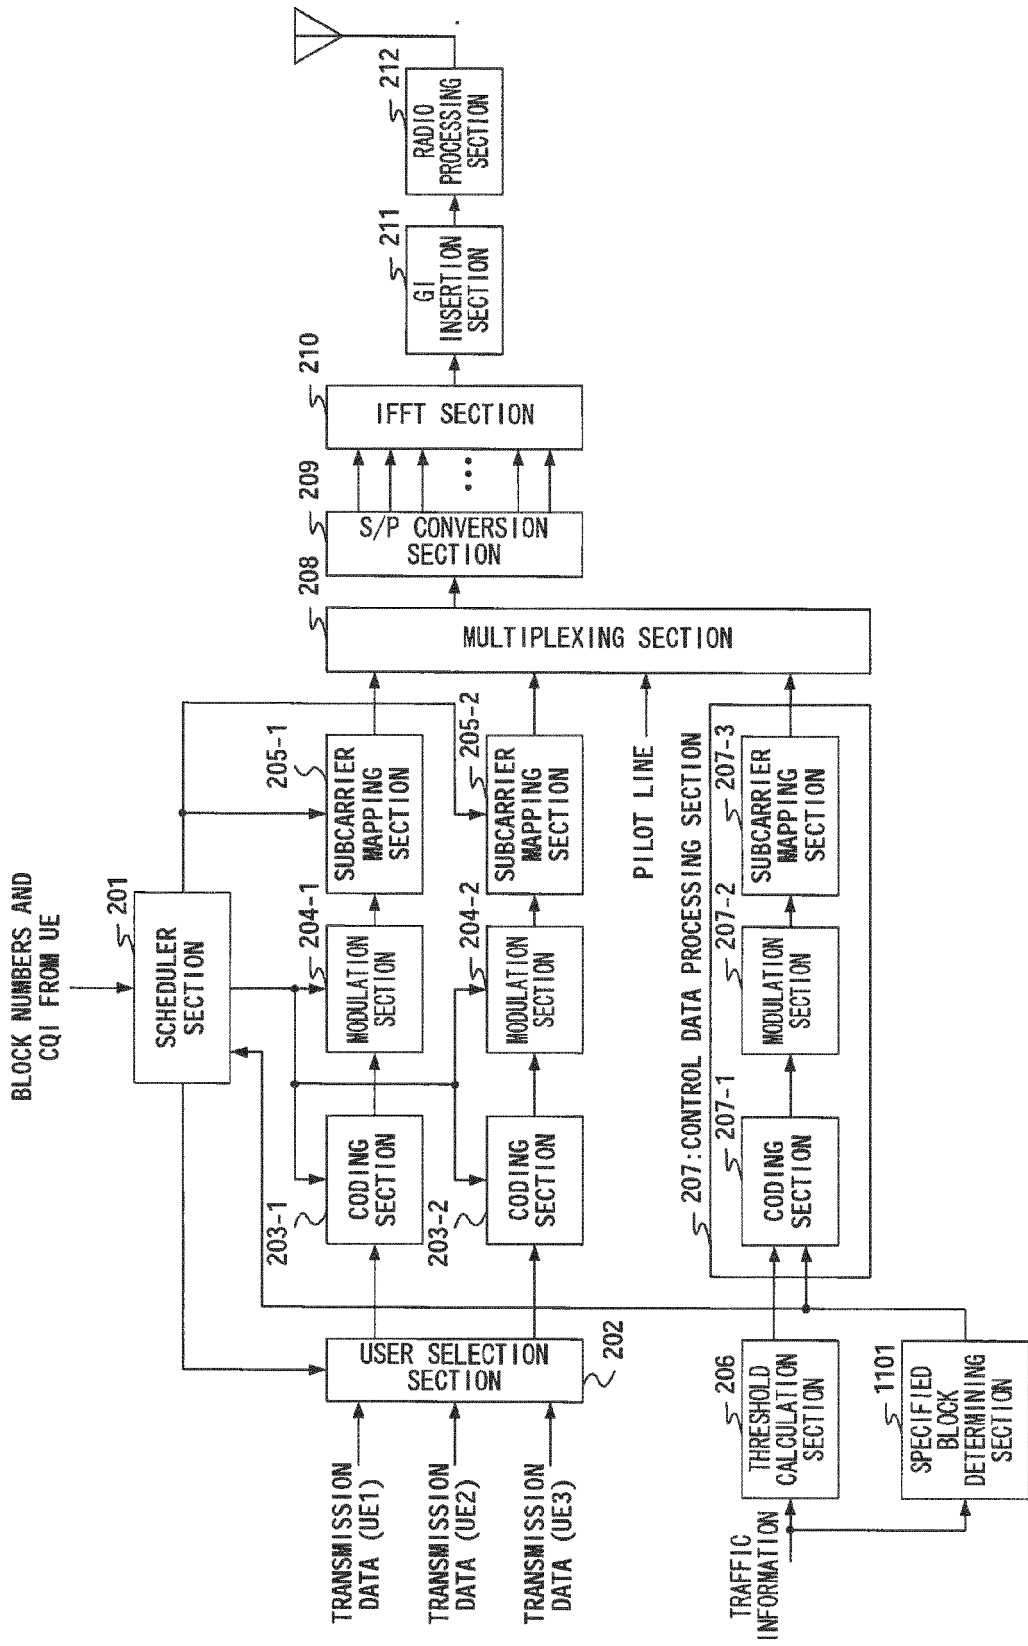 BLOCK NUMBERS AND
CQI FROM UE
201
SCHEDULER
SECTION
TRANSMISSION
DATA (UE1)
TRANSMISSION
DATA (UE2)
TRANSMISSION
DATA (UE3)
USER SELECTION
SECTION
202
203-1
CODING
SECTION
204-1
MODULATION
SECTION
205-1
SUBCARRIER
MAPPING
SECTION
203-2
CODING
SECTION
204-2
MODULATION
SECTION
205-2
SUBCARRIER
MAPPING
SECTION
PILOT LINE
TRAFFIC
INFORMATION
206
THRESHOLD
CALCULATION
SECTION
1101
SPECIFIED
BLOCK
DETERMINING
SECTION
207:CONTROL DATA PROCESSING SECTION
207-1
CODING
SECTION
207-2
MODULATION
SECTION
207-3
SUBCARRIER
MAPPING
SECTION
208
MULTIPLEXING SECTION
209
S/P CONVERSION
SECTION
210
IFFT SECTION
211
GI
INSERTION
SECTION
212
RADIO
PROCESSING
SECTION